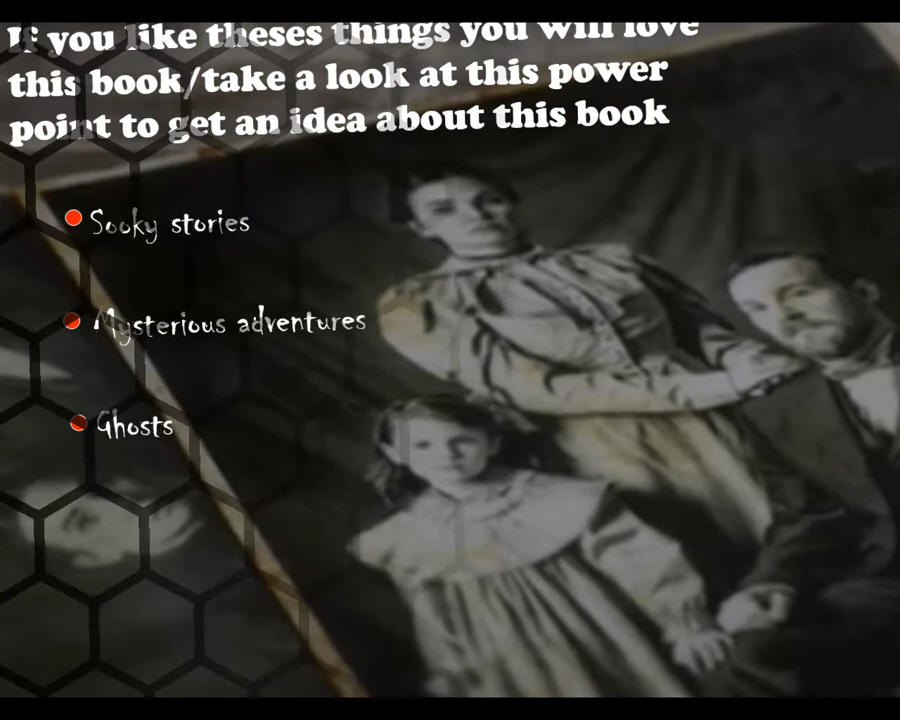 If you like theses things you will love
this book/take a look at this power
point to get an idea about this book
Sooky stories
Mysterious adventures
Ghosts